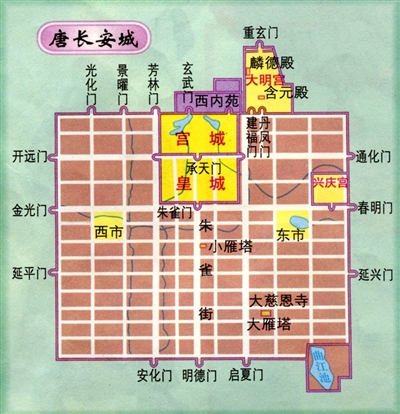 唐长安城
重玄门
麟德殿
大明宫
含元殿
光化门
景曜门
芳林门
玄武门
西内苑
建福门
丹凤门
宫城
开远门
通化门
承天门
皇城
兴庆宫
金光门
朱雀门
春明门
西市
东市
朱雀街
小雁塔
延平门
延兴门
大慈恩寺
大雁塔
曲江池
安化门
明德门
启夏门